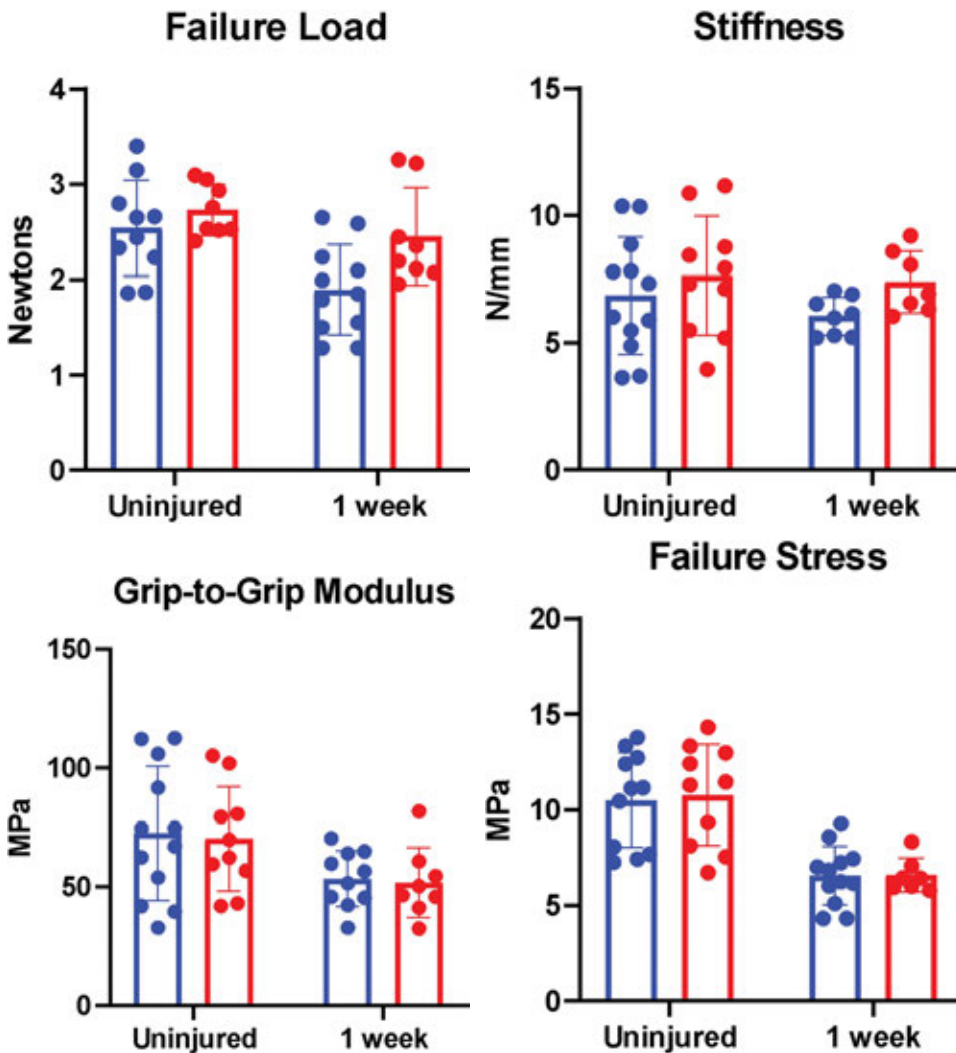 Failure Load
4
3
2
1
0
Newtons
Uninjured 1 week
Stiffness
15
10
5
0
N/mm
Uninjured 1 week
Grip-to-Grip Modulus
150
100
50
0
MPa
Uninjured 1 week
Failure Stress
20
15
10
5
0
MPa
Uninjured 1 week